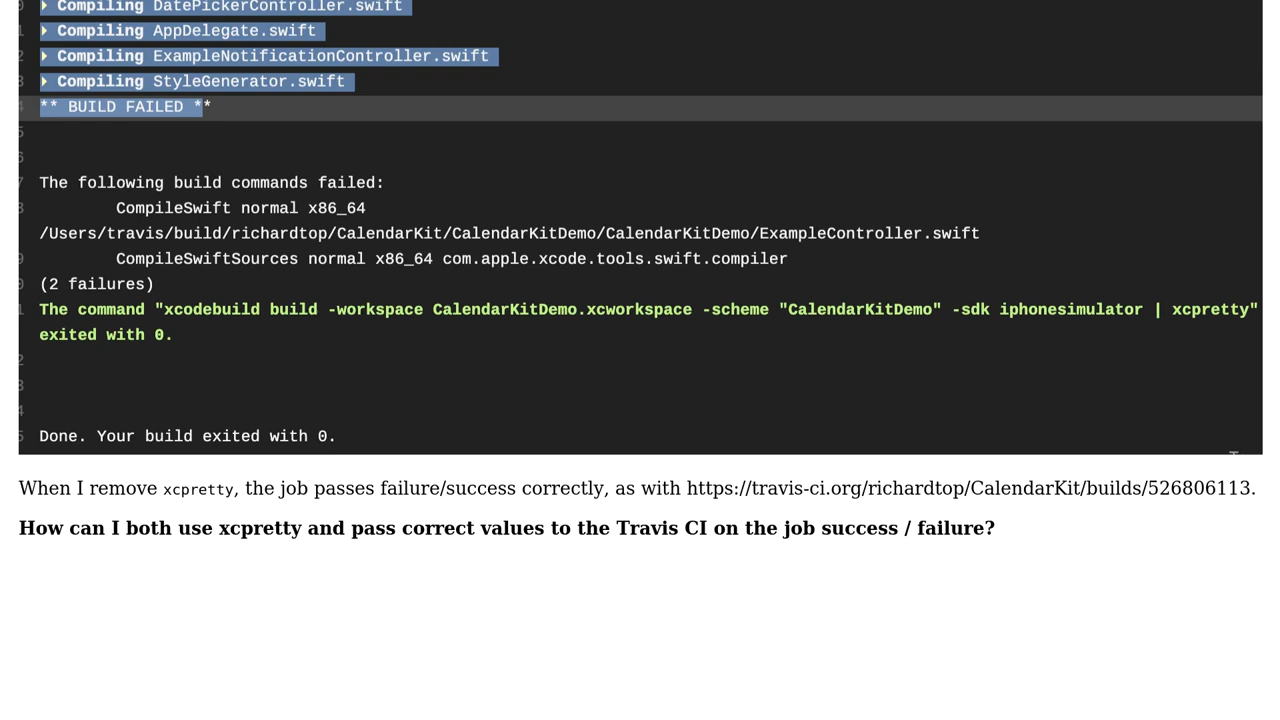 Compiling DatePickerController.swift
Compiling AppDelegate.swift
Compiling ExampleNotificationController.swift
Compiling StyleGenerator.swift
** BUILD FAILED **
The following build commands failed:
CompileSwift normal x86_64
/Users/travis/build/richardtop/CalendarKit/CalendarKitDemo/CalendarKitDemo/ExampleController.swift
CompileSwiftSources normal x86_64 com.apple.xcode.tools.swift.compiler
(2 failures)
The command "xcodebuild build -workspace CalendarKitDemo.xcworkspace -scheme "CalendarKitDemo" -sdk iphonesimulator | xcpretty"
exited with 0.
Done. Your build exited with 0.
When I remove xcpretty, the job passes failure/success correctly, as with https://travis-ci.org/richardtop/CalendarKit/builds/526806113.
How can I both use xcpretty and pass correct values to the Travis CI on the job success / failure?